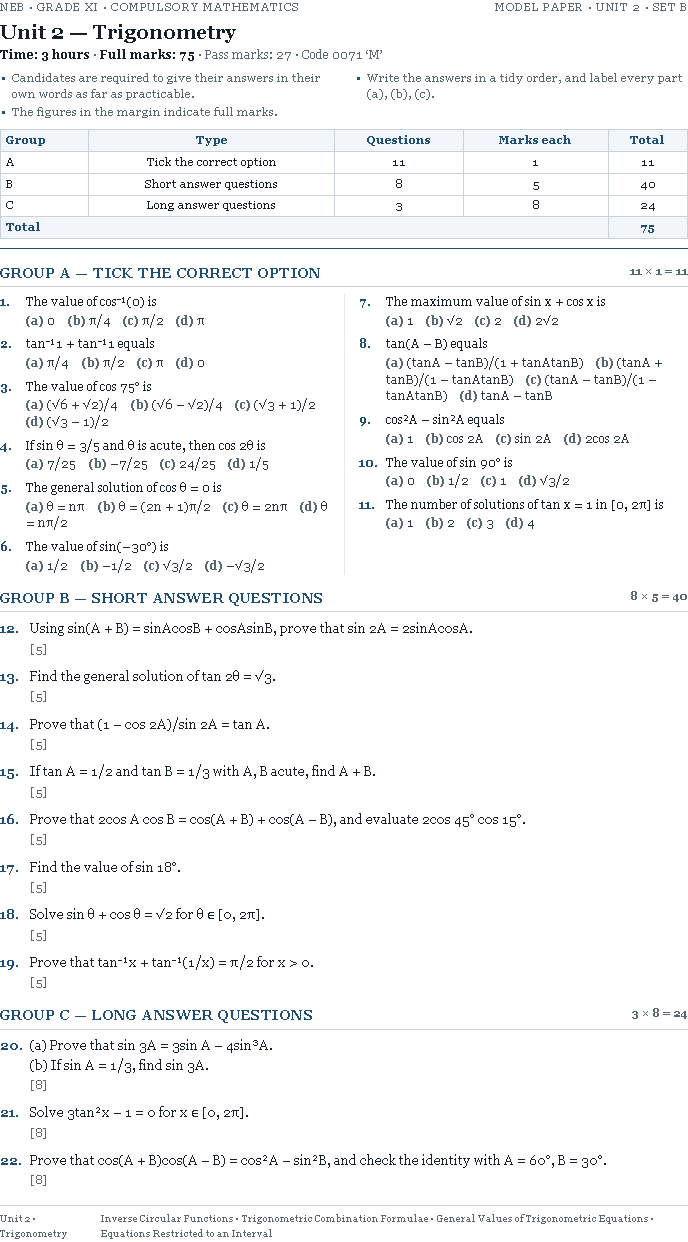 NEB · GRADE XI · COMPULSORY MATHEMATICS
MODEL PAPER · UNIT 2 · SET B
Unit 2 — Trigonometry
Time: 3 hours · Full marks: 75 · Pass marks: 27 · Code 0071 ‘M’
• Candidates are required to give their answers in their
own words as far as practicable.
• The figures in the margin indicate full marks.
• Write the answers in a tidy order, and label every part
(a), (b), (c).
Group Type Questions Marks each Total
A Tick the correct option 11 1 11
B Short answer questions 8 5 40
C Long answer questions 3 8 24
Total 75
GROUP A — TICK THE CORRECT OPTION 11 × 1 = 11
1. The value of cos⁻¹(0) is
(a) 0 (b) π/4 (c) π/2 (d) π
2. tan⁻¹1 + tan⁻¹1 equals
(a) π/4 (b) π/2 (c) π (d) 0
3. The value of cos 75° is
(a) (√6 + √2)/4 (b) (√6 − √2)/4 (c) (√3 + 1)/2
(d) (√3 − 1)/2
4. If sin θ = 3/5 and θ is acute, then cos 2θ is
(a) 7/25 (b) −7/25 (c) 24/25 (d) 1/5
5. The general solution of cos θ = 0 is
(a) θ = nπ (b) θ = (2n + 1)π/2 (c) θ = 2nπ (d) θ
= nπ/2
6. The value of sin(−30°) is
(a) 1/2 (b) −1/2 (c) √3/2 (d) −√3/2
7. The maximum value of sin x + cos x is
(a) 1 (b) √2 (c) 2 (d) 2√2
8. tan(A − B) equals
(a) (tanA − tanB)/(1 + tanAtanB) (b) (tanA +
tanB)/(1 − tanAtanB) (c) (tanA − tanB)/(1 −
tanAtanB) (d) tanA − tanB
9. cos²A − sin²A equals
(a) 1 (b) cos 2A (c) sin 2A (d) 2cos 2A
10. The value of sin 90° is
(a) 0 (b) 1/2 (c) 1 (d) √3/2
11. The number of solutions of tan x = 1 in [0, 2π] is
(a) 1 (b) 2 (c) 3 (d) 4
GROUP B — SHORT ANSWER QUESTIONS 8 × 5 = 40
12. Using sin(A + B) = sinAcosB + cosAsinB, prove that sin 2A = 2sinAcosA.
[5]
13. Find the general solution of tan 2θ = √3.
[5]
14. Prove that (1 − cos 2A)/sin 2A = tan A.
[5]
15. If tan A = 1/2 and tan B = 1/3 with A, B acute, find A + B.
[5]
16. Prove that 2cos A cos B = cos(A + B) + cos(A − B), and evaluate 2cos 45° cos 15°.
[5]
17. Find the value of sin 18°.
[5]
18. Solve sin θ + cos θ = √2 for θ ∈ [0, 2π].
[5]
19. Prove that tan⁻¹x + tan⁻¹(1/x) = π/2 for x > 0.
[5]
GROUP C — LONG ANSWER QUESTIONS 3 × 8 = 24
20. (a) Prove that sin 3A = 3sin A − 4sin³A.
(b) If sin A = 1/3, find sin 3A.
[8]
21. Solve 3tan²x − 1 = 0 for x ∈ [0, 2π].
[8]
22. Prove that cos(A + B)cos(A − B) = cos²A − sin²B, and check the identity with A = 60°, B = 30°.
[8]
Unit 2 ·
Trigonometry
Inverse Circular Functions · Trigonometric Combination Formulae · General Values of Trigonometric Equations ·
Equations Restricted to an Interval